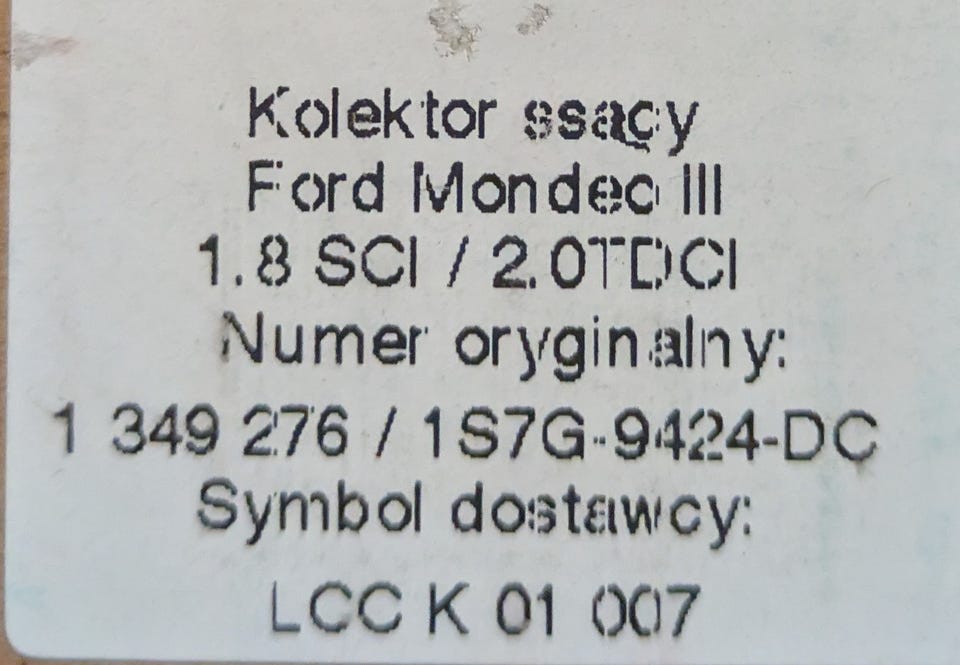 Kolektor ssący
Ford Mondeo III
1.8 SCI / 2.0TDCI
Numer oryginalny:
1 349 276 / 1S7G-9424-DC
Symbol dostawcy:
LCC K 01 007